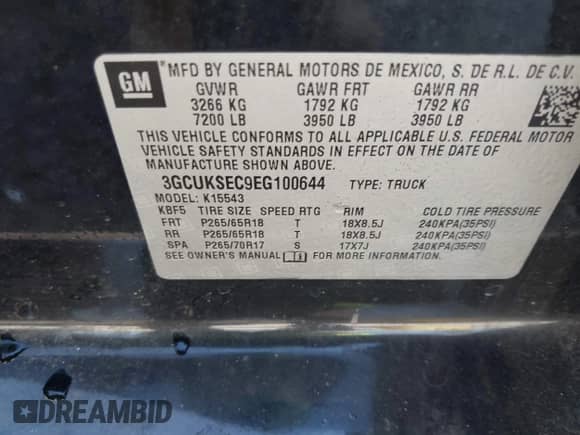 GM
*MFD BY GENERAL MOTORS DE MEXICO, S. DE R.L. DE C.V.
GVWR GAWR FRT GAWR RR
3266 KG 1792 KG 1792 KG
7200 LB 3950 LB 3950 LB
THIS VEHICLE CONFORMS TO ALL APPLICABLE U.S. FEDERAL MOTOR
VEHICLE SAFETY STANDARDS IN EFFECT ON THE DATE OF
MANUFACTURE SHOWN ABOVE.
3GCUKSEC9EG100644 TYPE: TRUCK
MODEL: K15543
KBF5 TIRE SIZE SPEED RTG RIM COLD TIRE PRESSURE
FRT P265/65R18 T 18X8.5J 240KPA(35PSI)
RR P265/65R18 T 18X8.5J 240KPA(35PSI)
SPA P265/70R17 S 17X7J 240KPA(35PSI)
SEE OWNER'S MANUAL FOR MORE INFORMATION.
DREAMBID